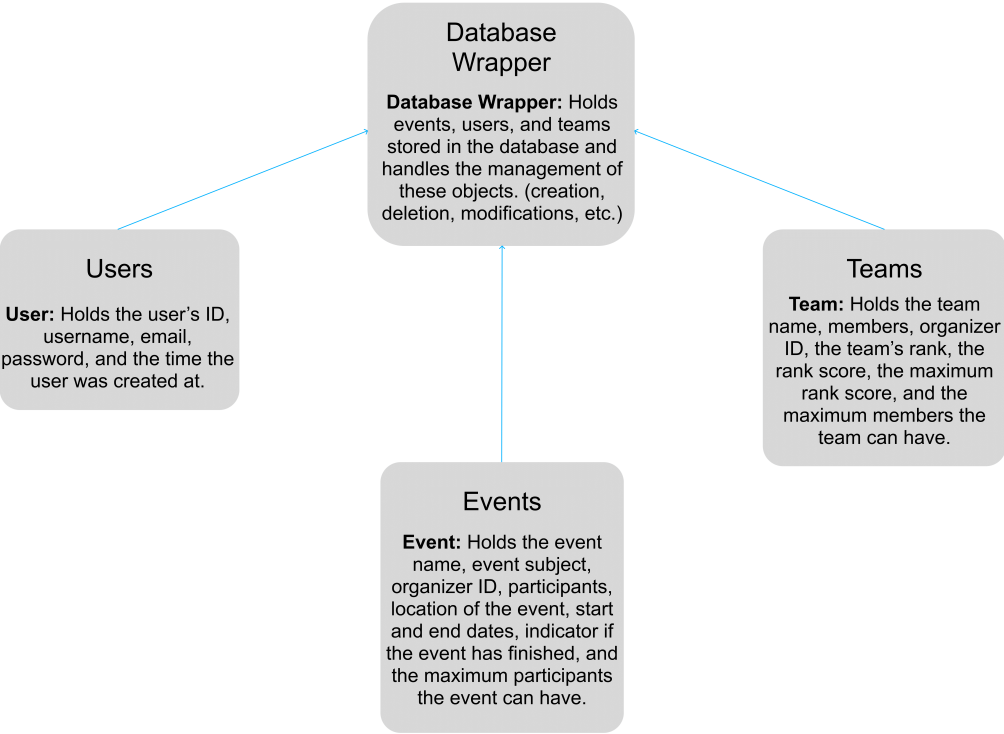 Database
Wrapper
Database Wrapper: Holds
events, users, and teams
stored in the database and
handles the management of
these objects. (creation,
deletion, modifications, etc.)
Users
User: Holds the user’s ID,
username, email,
password, and the time the
user was created at.
Teams
Team: Holds the team
name, members, organizer
ID, the team’s rank, the
rank score, the maximum
rank score, and the
maximum members the
team can have.
Events
Event: Holds the event
name, event subject,
organizer ID, participants,
location of the event, start
and end dates, indicator if
the event has finished, and
the maximum participants
the event can have.